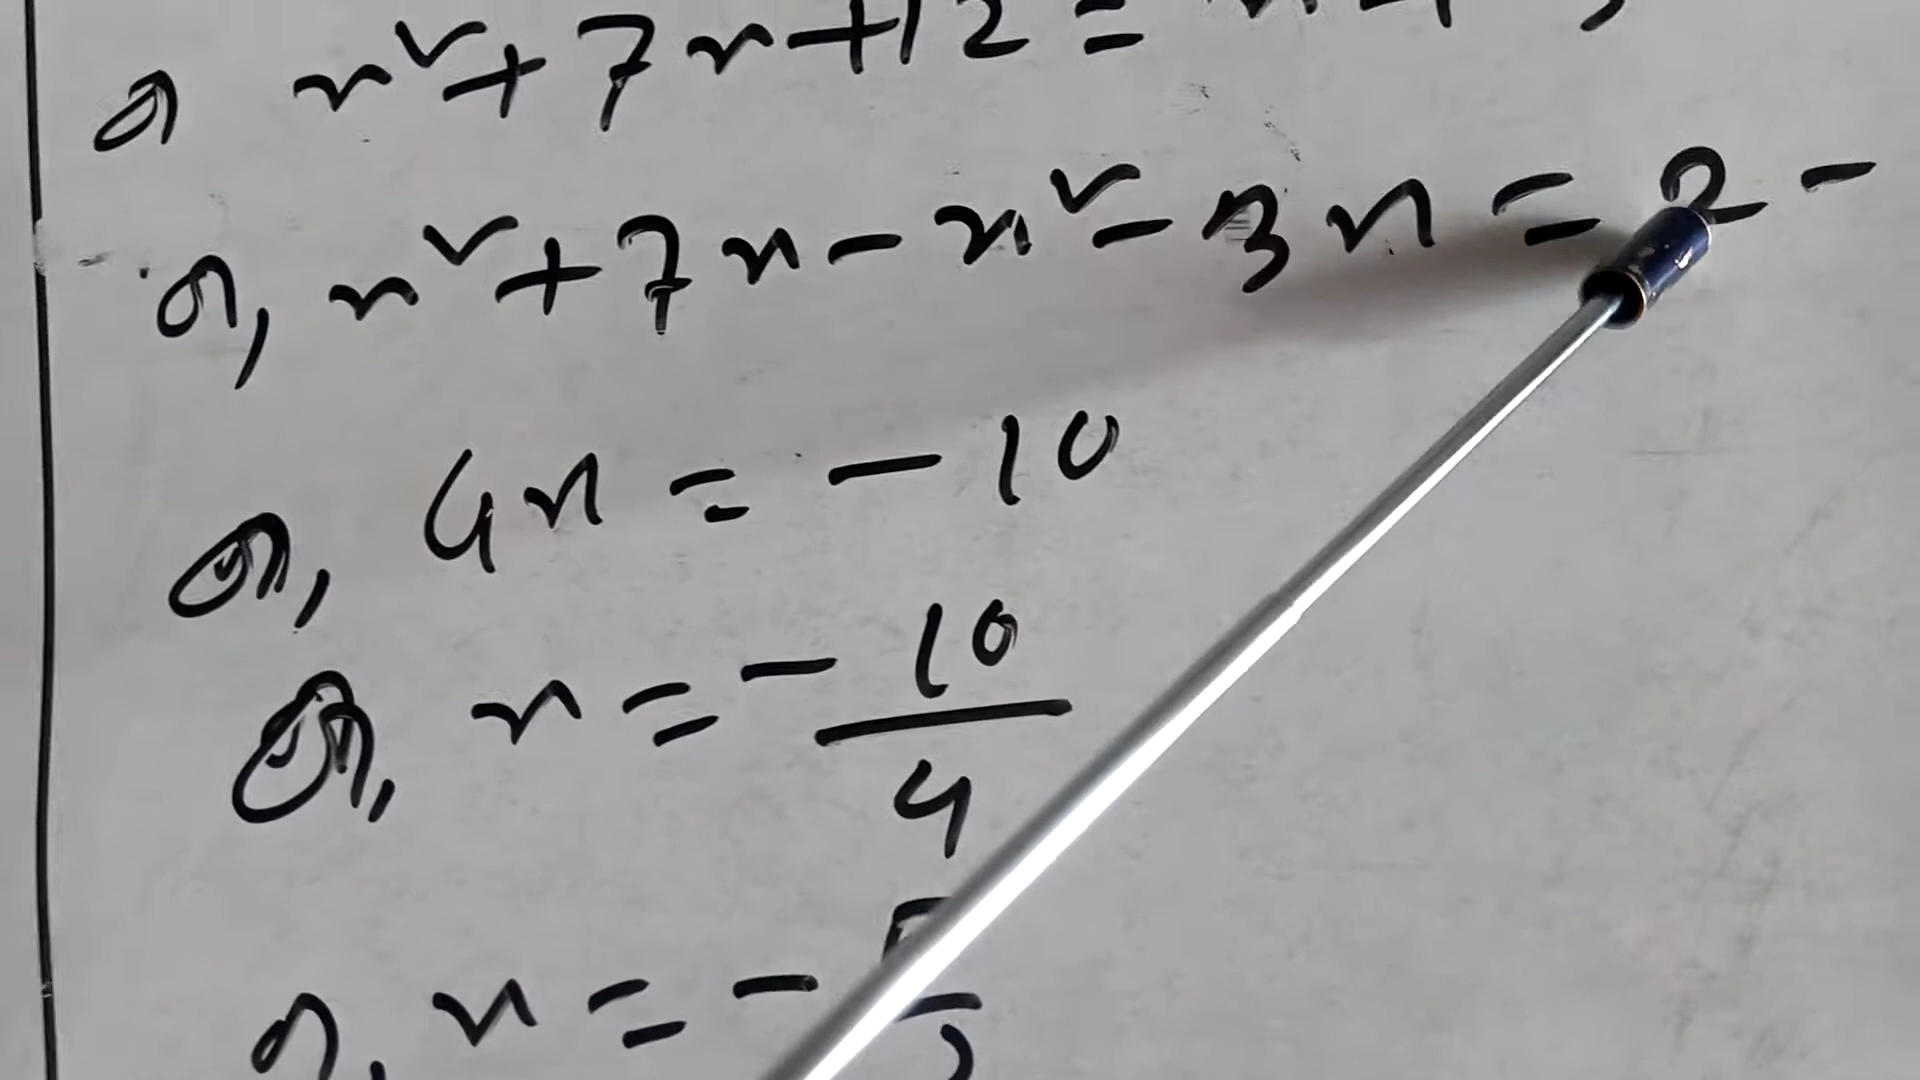 বা x²+7x+12=
বা, x²+7x-x²-3x=2-
বা, 4x=-10
বা, x=-10/4
বা, x=-